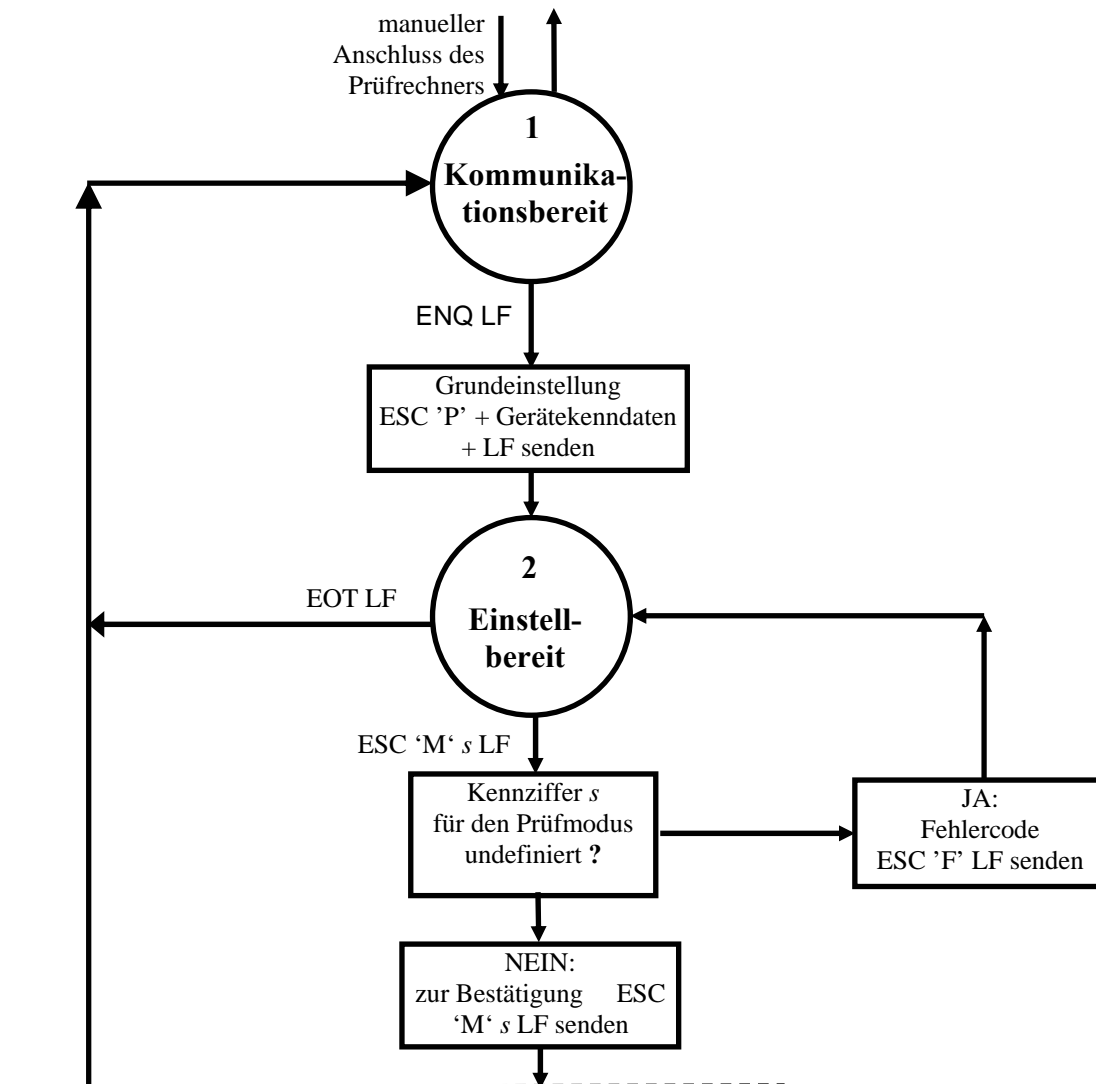 manueller
Anschluss des
Prüfrechners
1
Kommunika-
tionsbereit
ENQ LF
Grundeinstellung
ESC ’P’ + Gerätekenndaten
+ LF senden
2
Einstell-
bereit
EOT LF
ESC ‘M‘ s LF
Kennziffer s
für den Prüfmodus
undefiniert ?
JA:
Fehlercode
ESC ’F’ LF senden
NEIN:
zur Bestätigung ESC
‘M‘ s LF senden